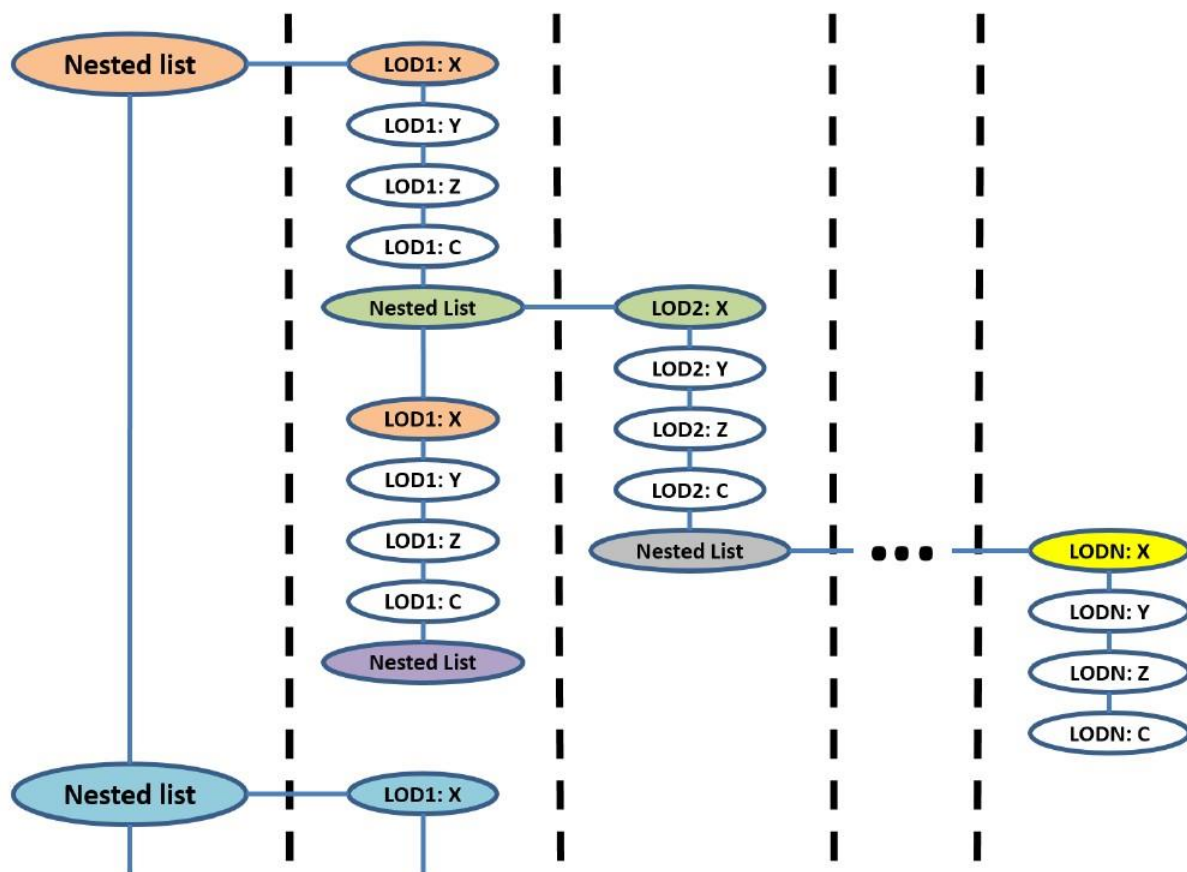 Nested list
LOD1: X
LOD1: Y
LOD1: Z
LOD1: C
Nested List
LOD2: X
LOD2: Y
LOD2: Z
LOD2: C
Nested List
LODN: X
LODN: Y
LODN: Z
LODN: C
LOD1: X
LOD1: Y
LOD1: Z
LOD1: C
Nested List
Nested list
LOD1: X